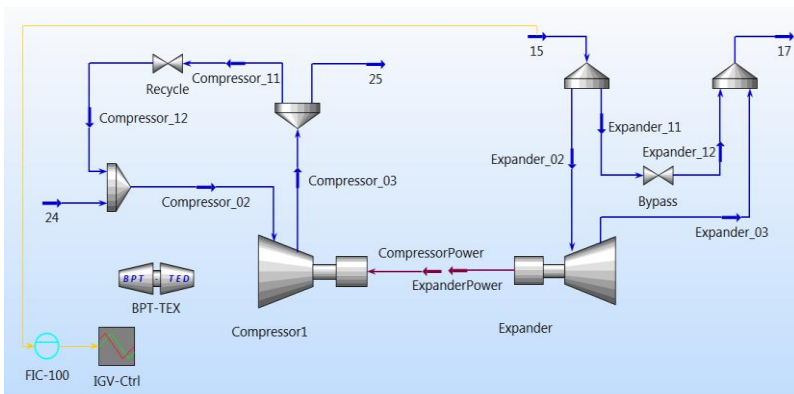 15
17
Compressor_11
25
Recycle
Compressor_12
Expander_11
Expander_02
Expander_12
Compressor_03
Bypass
24
Compressor_02
Expander_03
CompressorPower
ExpanderPower
BPT - TED
BPT-TEX
Compressor1
Expander
FIC-100
IGV-Ctrl